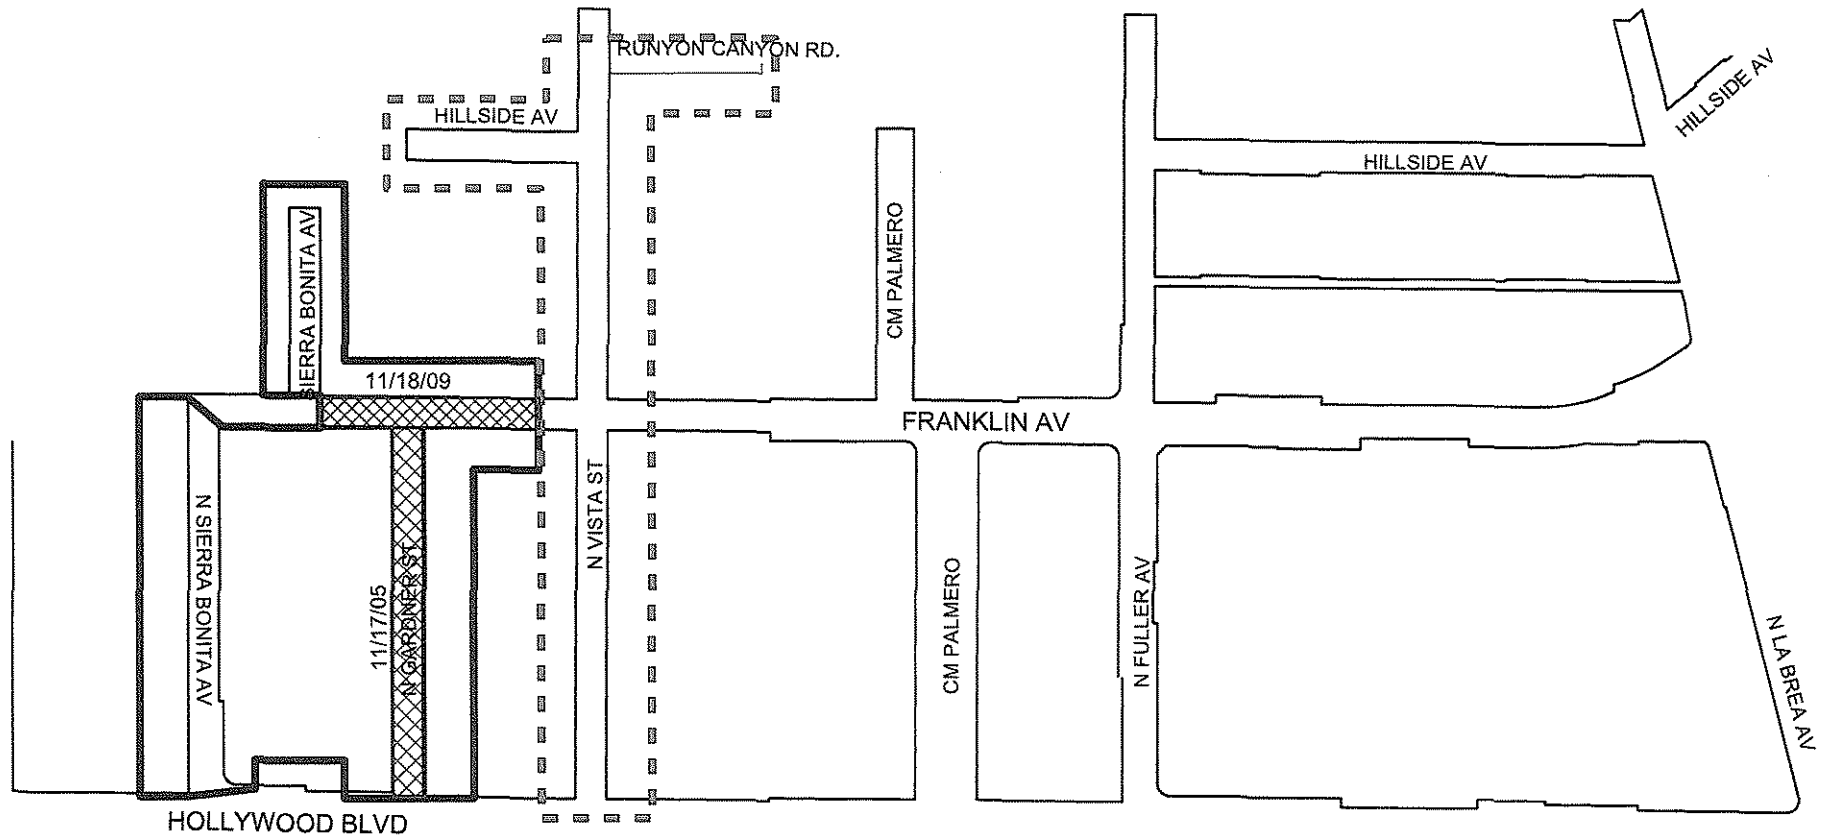 RUNYON CANYON RD.
HILLSIDE AV
HILLSIDE AV
HILLSIDE AV
SIERRA BONITA AV
CM PALMERO
11/18/09
FRANKLIN AV
N SIERRA BONITA AV
11/17/05
N GARDNER ST
N VISTA ST
CM PALMERO
N FULLER AV
N LA BREA AV
HOLLYWOOD BLVD